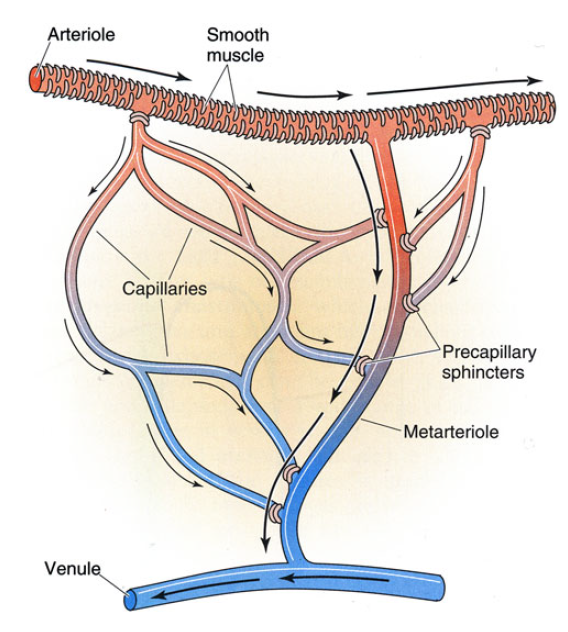 Arteriole
Smooth
muscle
Capillaries
Precapillary
sphincters
Metarteriole
Venule